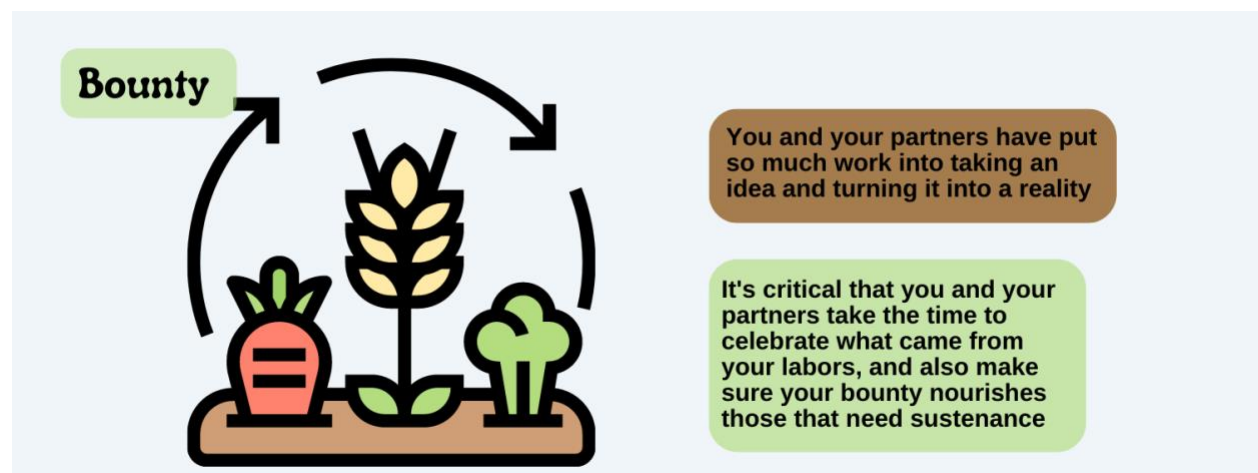 Bounty
You and your partners have put
so much work into taking an
idea and turning it into a reality
It's critical that you and your
partners take the time to
celebrate what came from
your labors, and also make
sure your bounty nourishes
those that need sustenance